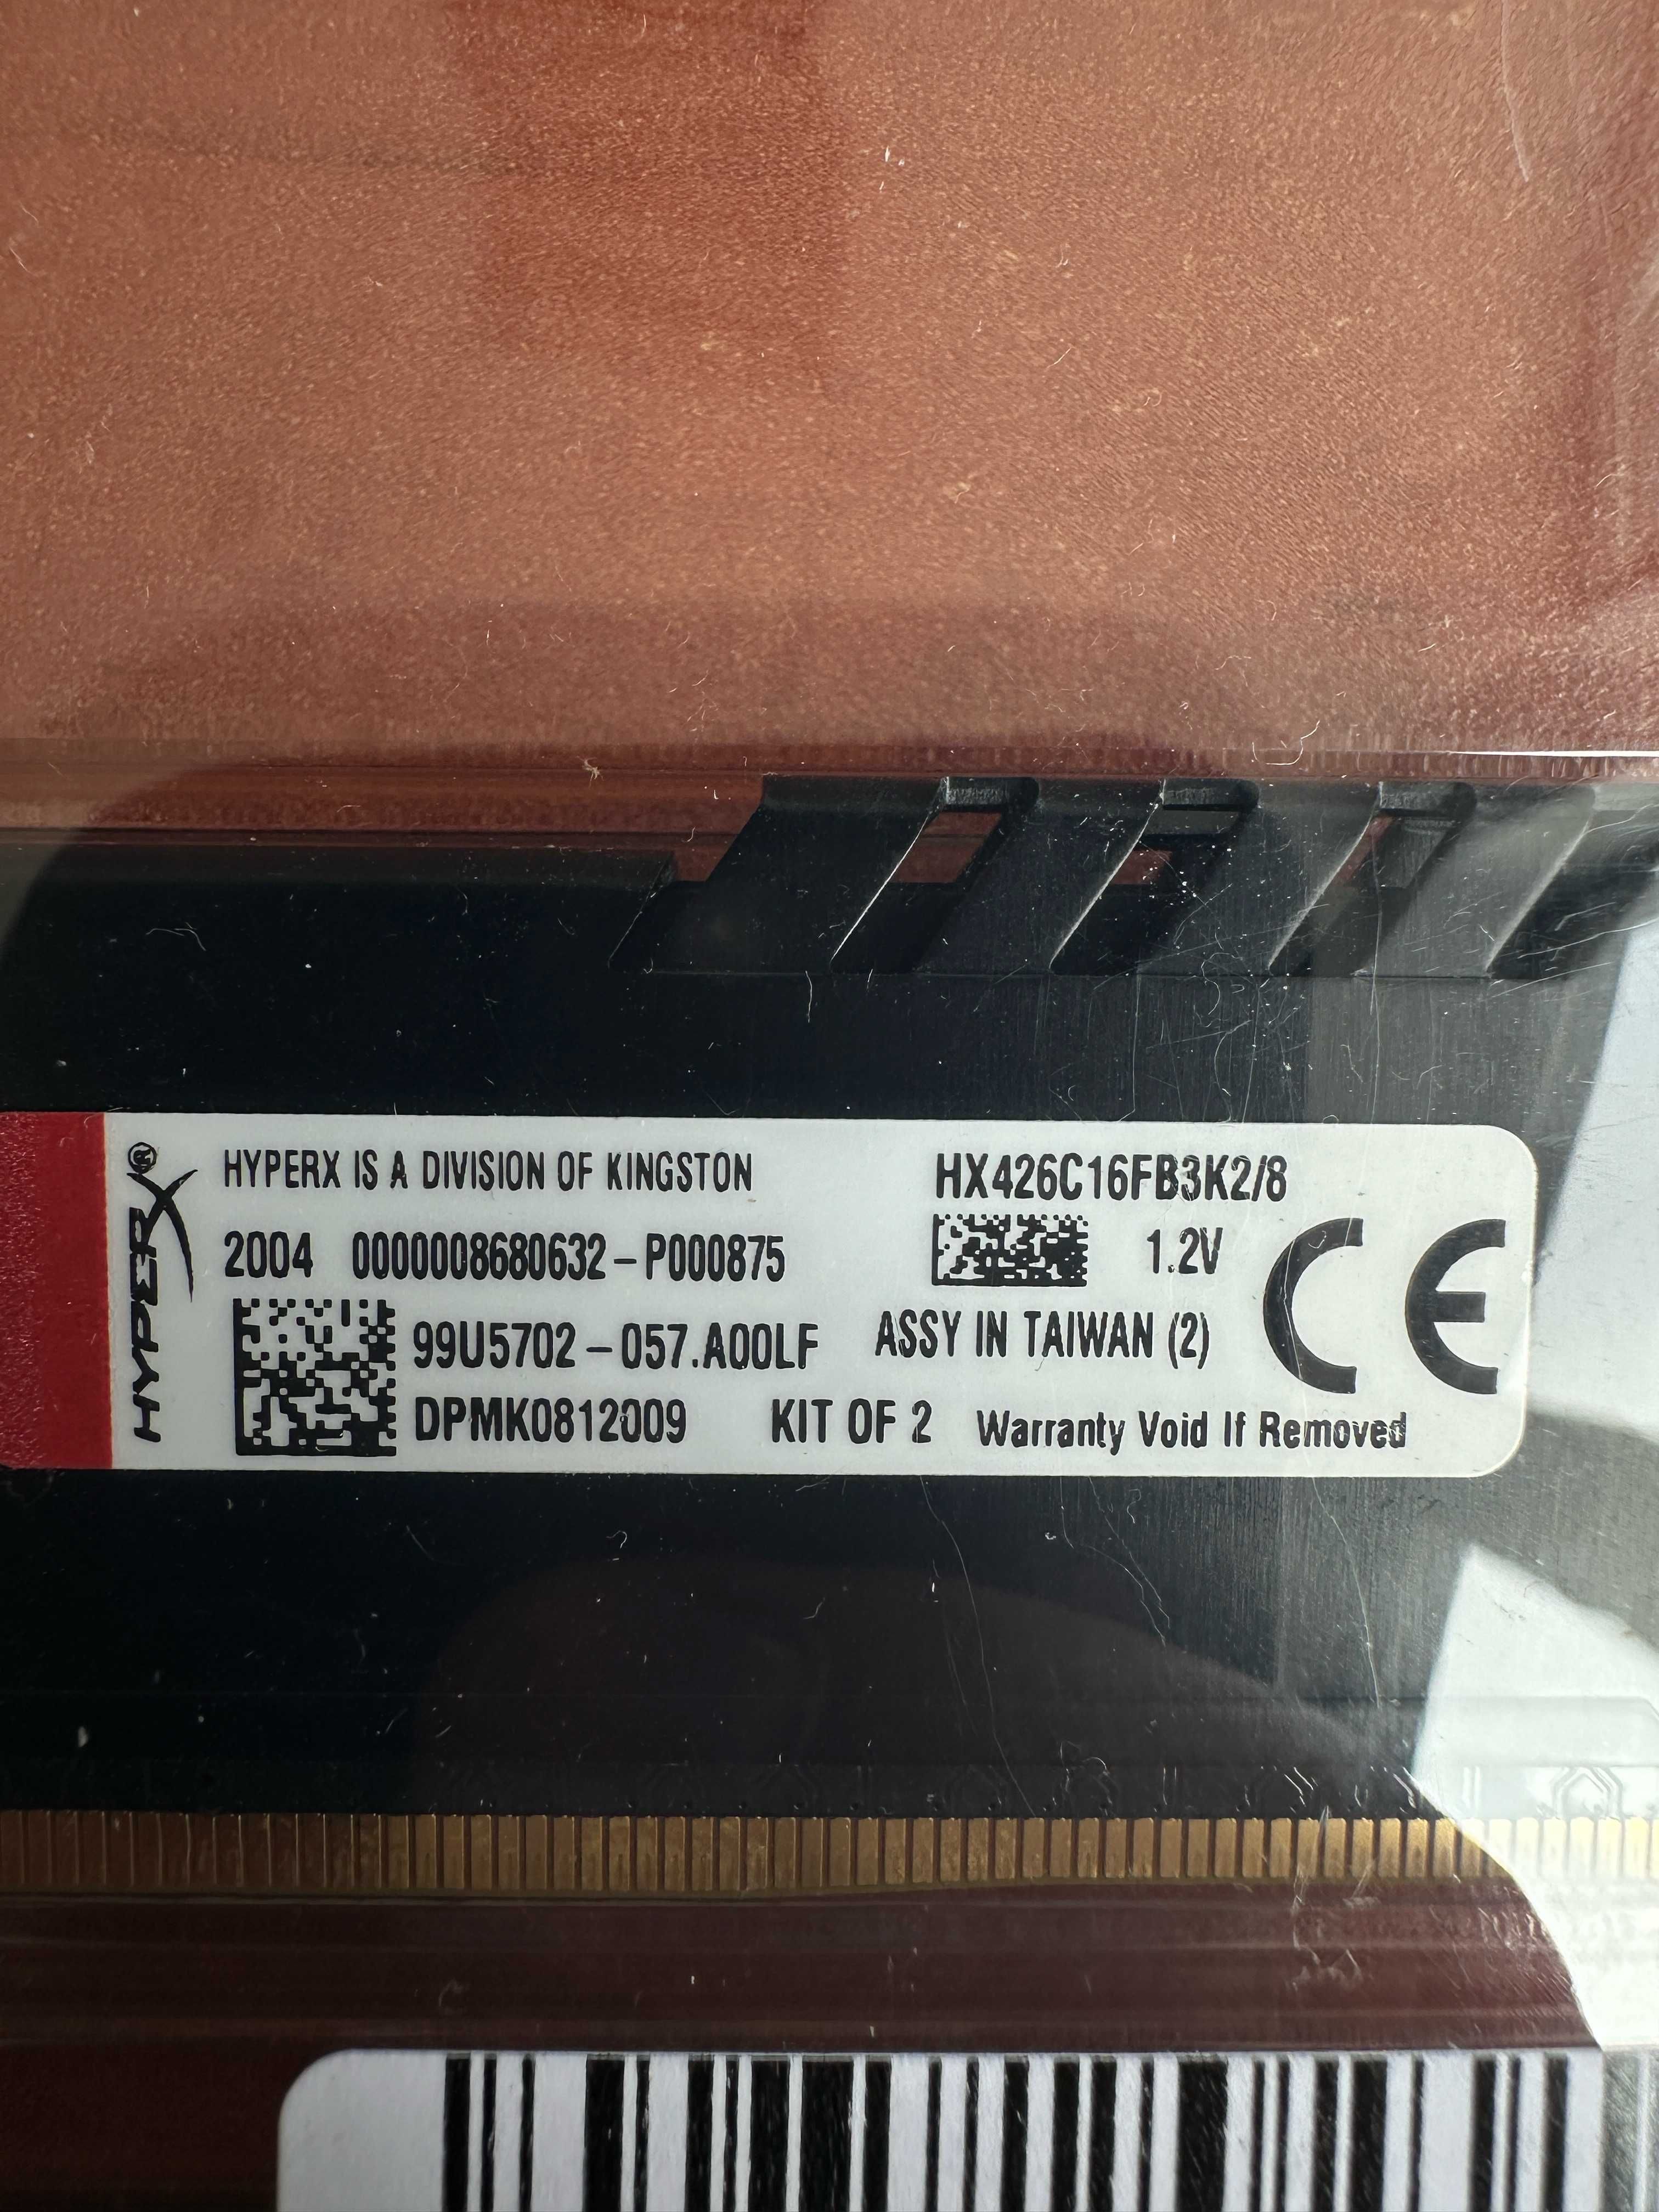 HYPERX®
HYPERX IS A DIVISION OF KINGSTON
HX426C16FB3K2/8
2004 0000008680632-P000875
1.2V
CE
99U5702-057.A00LF
ASSY IN TAIWAN (2)
DPMK0812009
KIT OF 2
Warranty Void If Removed